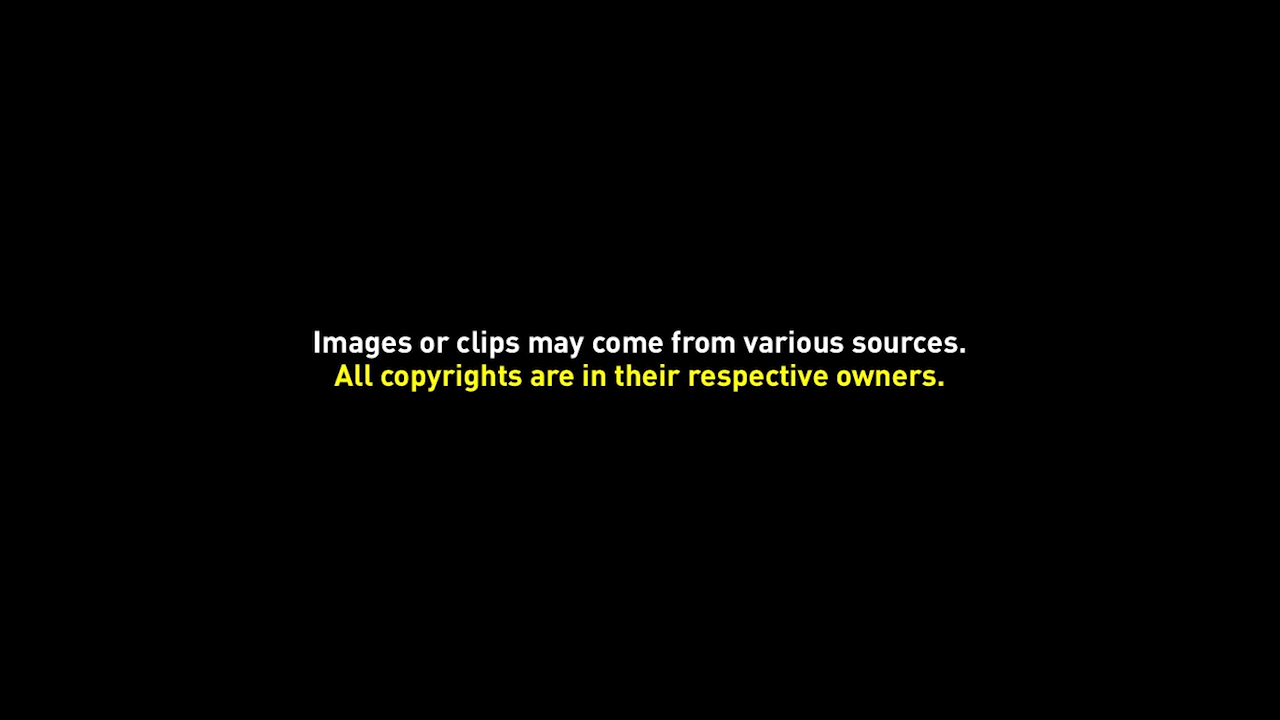 Images or clips may come from various sources.
All copyrights are in their respective owners.